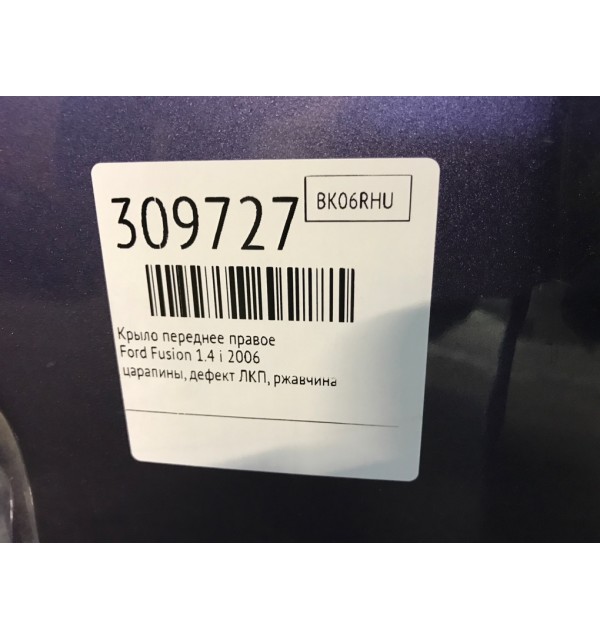 309727
BK06RHU
Крыло переднее правое
Ford Fusion 1.4 i 2006
царапины, дефект ЛКП, ржавчина